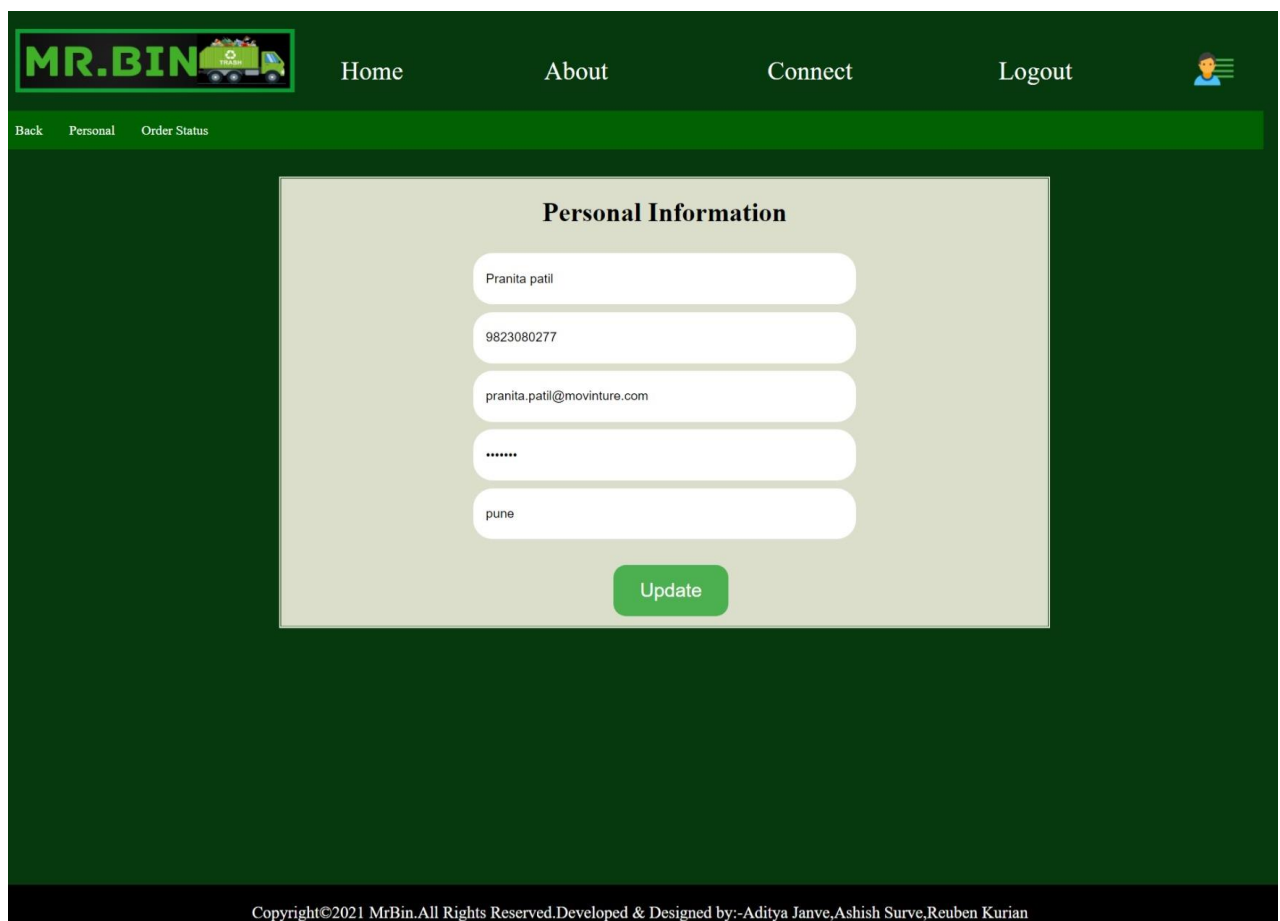 MR.BIN
TRASH
Home About Connect Logout
Back Personal Order Status
Personal Information
Pranita patil
9823080277
pranita.patil@movinture.com
•••••••
pune
Update
Copyright©2021 MrBin.All Rights Reserved.Developed & Designed by:-Aditya Janve,Ashish Surve,Reuben Kurian